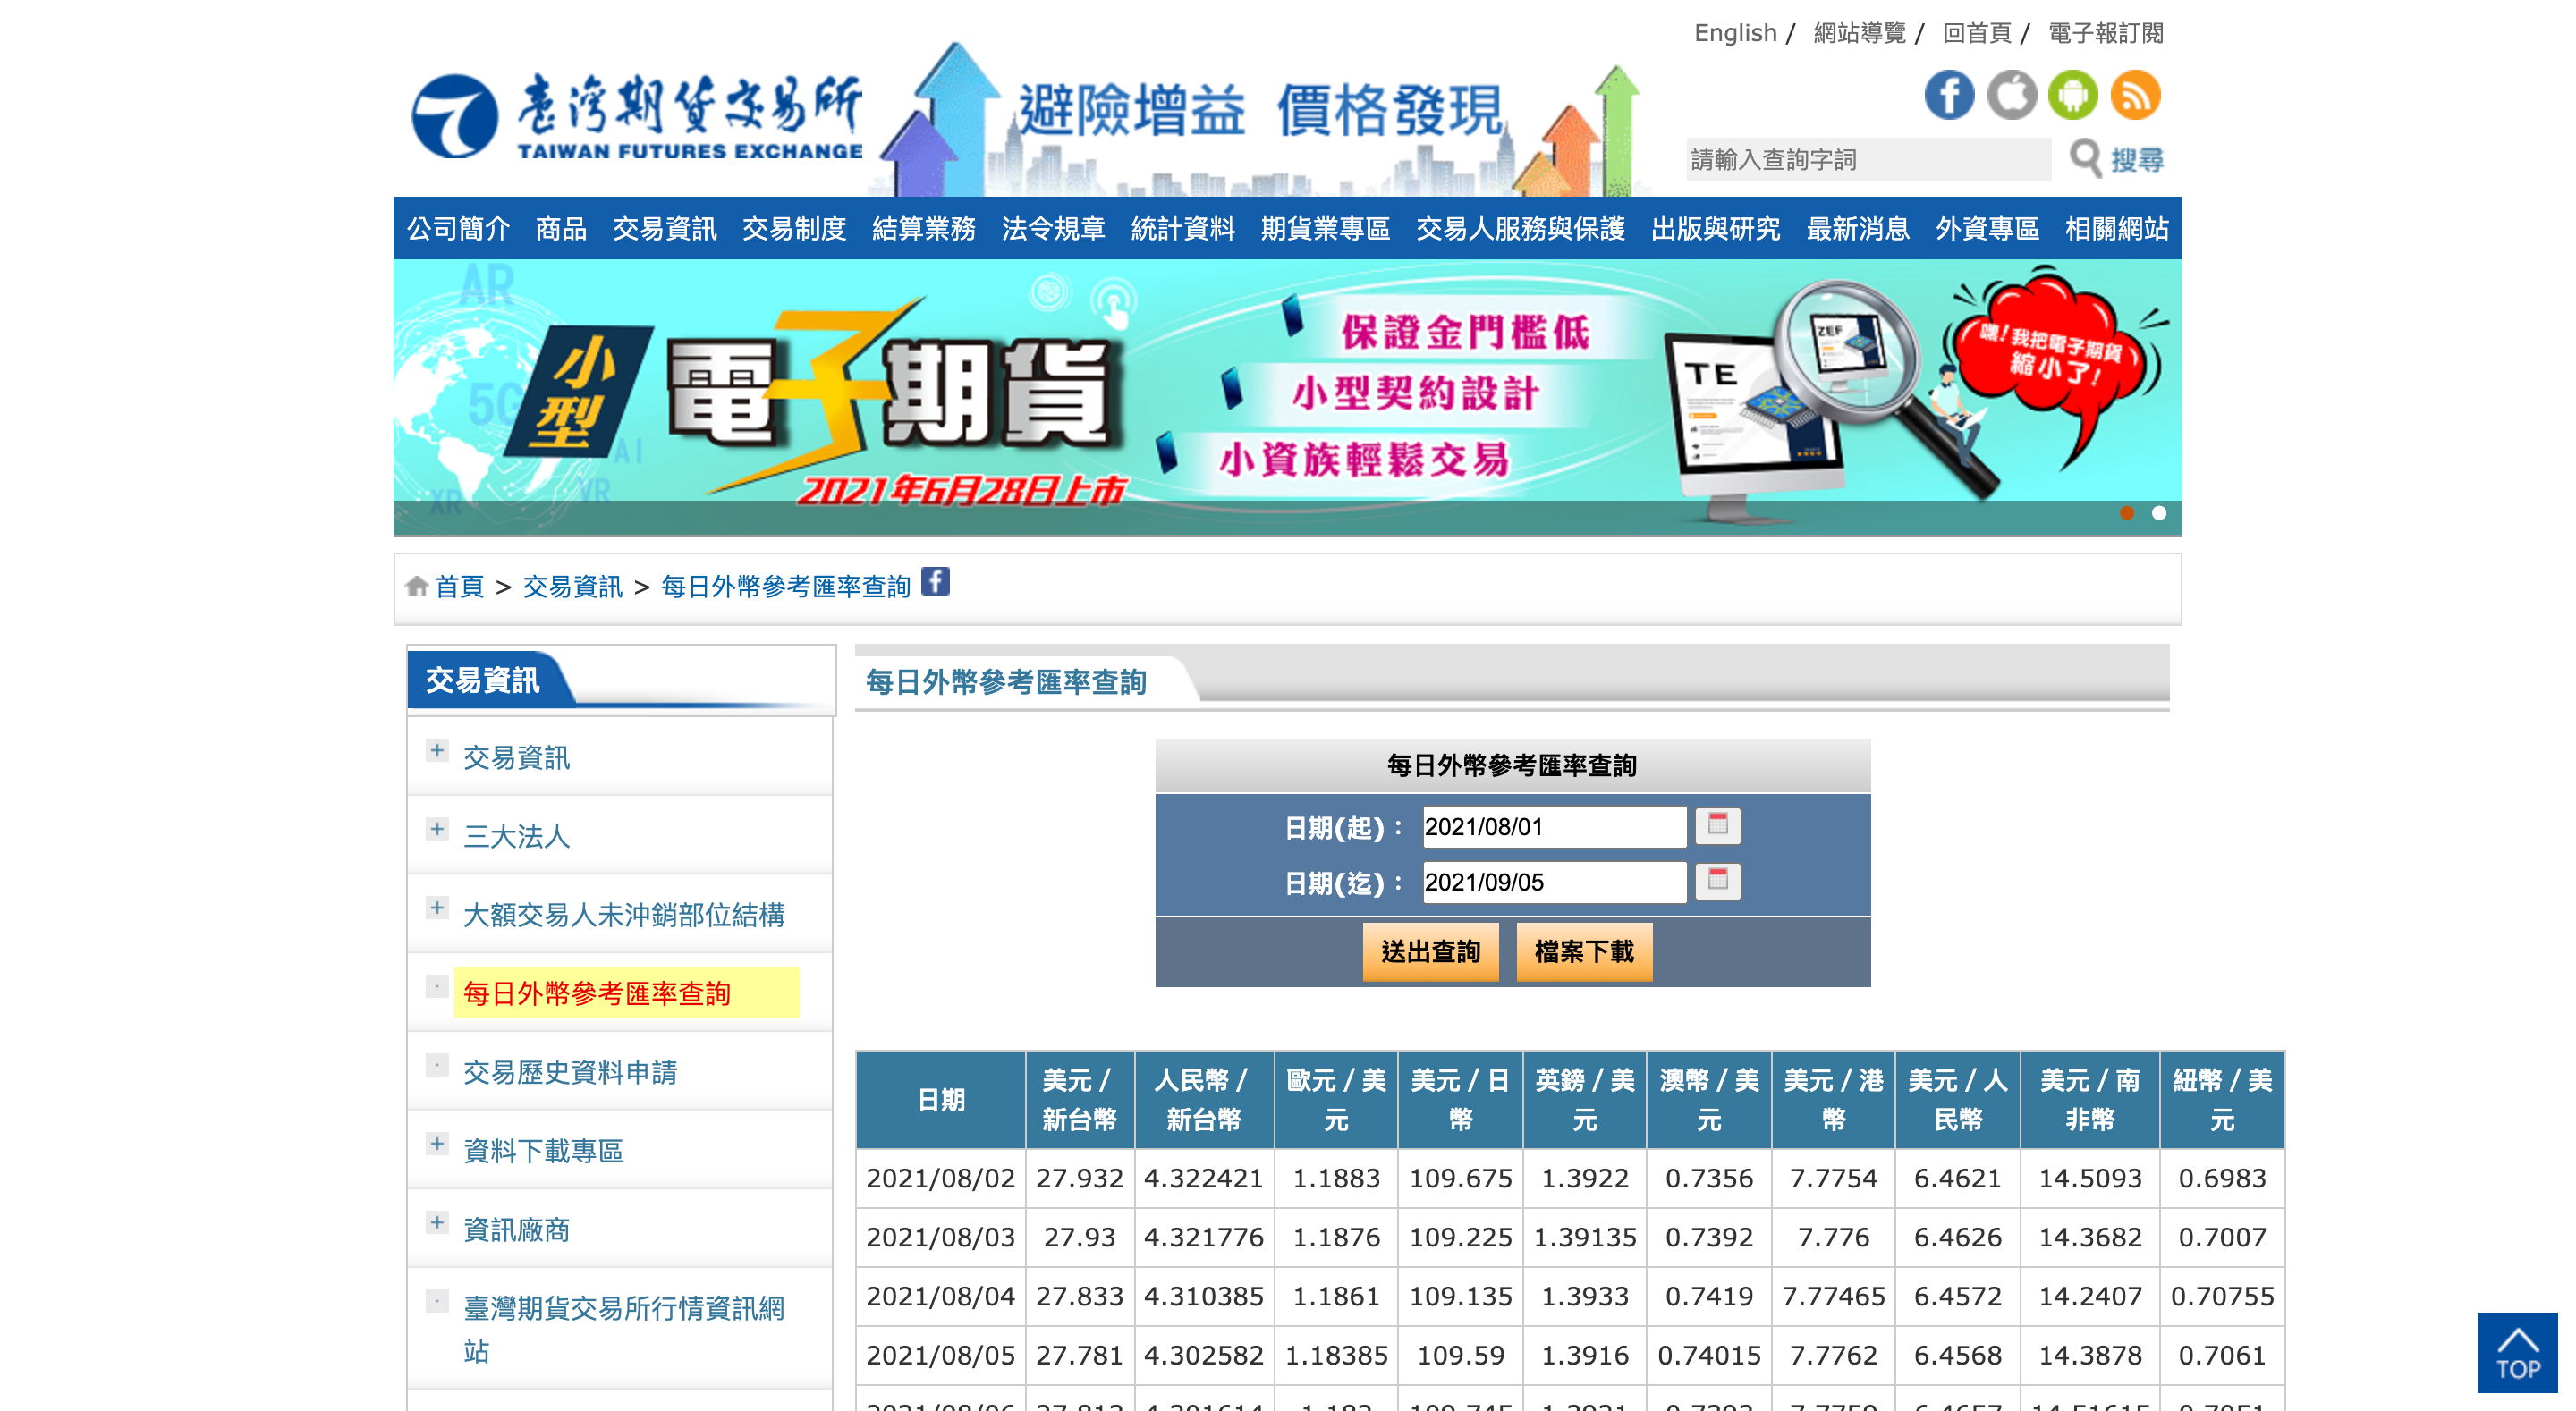 English / 網站導覽 / 回首頁 / 電子報訂閱
臺灣期貨交易所
TAIWAN FUTURES EXCHANGE
避險增益 價格發現
請輸入查詢字詞
搜尋
公司簡介 商品 交易資訊 交易制度 結算業務 法令規章 統計資料 期貨業專區 交易人服務與保護 出版與研究 最新消息 外資專區 相關網站
AR
5G
AI
XR
VR
小型
電子期貨
2021年6月28日上市
保證金門檻低
小型契約設計
小資族輕鬆交易
TE
ZEF
嘿!我把電子期貨
縮小了!
首頁 > 交易資訊 > 每日外幣參考匯率查詢
交易資訊
交易資訊
三大法人
大額交易人未沖銷部位結構
每日外幣參考匯率查詢
交易歷史資料申請
資料下載專區
資訊廠商
臺灣期貨交易所行情資訊網
站
每日外幣參考匯率查詢
每日外幣參考匯率查詢
日期(起)： 2021/08/01
日期(迄)： 2021/09/05
送出查詢 檔案下載
日期 美元 / 新台幣 人民幣 / 新台幣 歐元 / 美元 美元 / 日幣 英鎊 / 美元 澳幣 / 美元 美元 / 港幣 美元 / 人民幣 美元 / 南非幣 紐幣 / 美元
2021/08/02 27.932 4.322421 1.1883 109.675 1.3922 0.7356 7.7754 6.4621 14.5093 0.6983
2021/08/03 27.93 4.321776 1.1876 109.225 1.39135 0.7392 7.776 6.4626 14.3682 0.7007
2021/08/04 27.833 4.310385 1.1861 109.135 1.3933 0.7419 7.77465 6.4572 14.2407 0.70755
2021/08/05 27.781 4.302582 1.18385 109.59 1.3916 0.74015 7.7762 6.4568 14.3878 0.7061
TOP